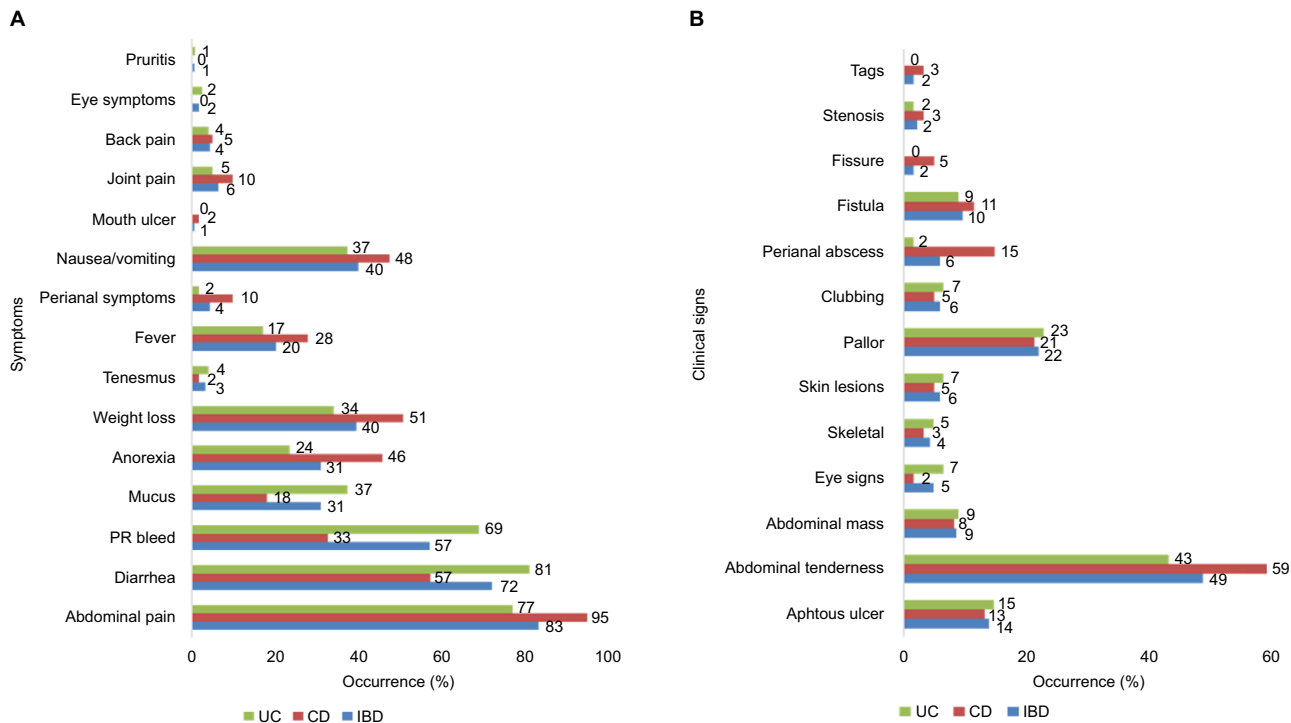 A
Symptoms
Pruritis 1 0 1
Eye symptoms 2 0 2
Back pain 4 5 4
Joint pain 5 10 6
Mouth ulcer 0 2 1
Nausea/vomiting 37 48 40
Perianal symptoms 2 10 4
Fever 17 28 20
Tenesmus 4 2 3
Weight loss 34 51 40
Anorexia 24 46 31
Mucus 37 18 31
PR bleed 69 33 57
Diarrhea 81 57 72
Abdominal pain 77 95 83
0 20 40 60 80 100
Occurrence (%)
UC CD IBD
B
Clinical signs
Tags 0 3 2
Stenosis 2 3 2
Fissure 0 5 2
Fistula 9 11 10
Perianal abscess 2 15 6
Clubbing 7 5 6
Pallor 23 21 22
Skin lesions 7 5 6
Skeletal 5 3 4
Eye signs 7 2 5
Abdominal mass 9 8 9
Abdominal tenderness 43 59 49
Aphtous ulcer 15 13 14
0 20 40 60
Occurrence (%)
UC CD IBD